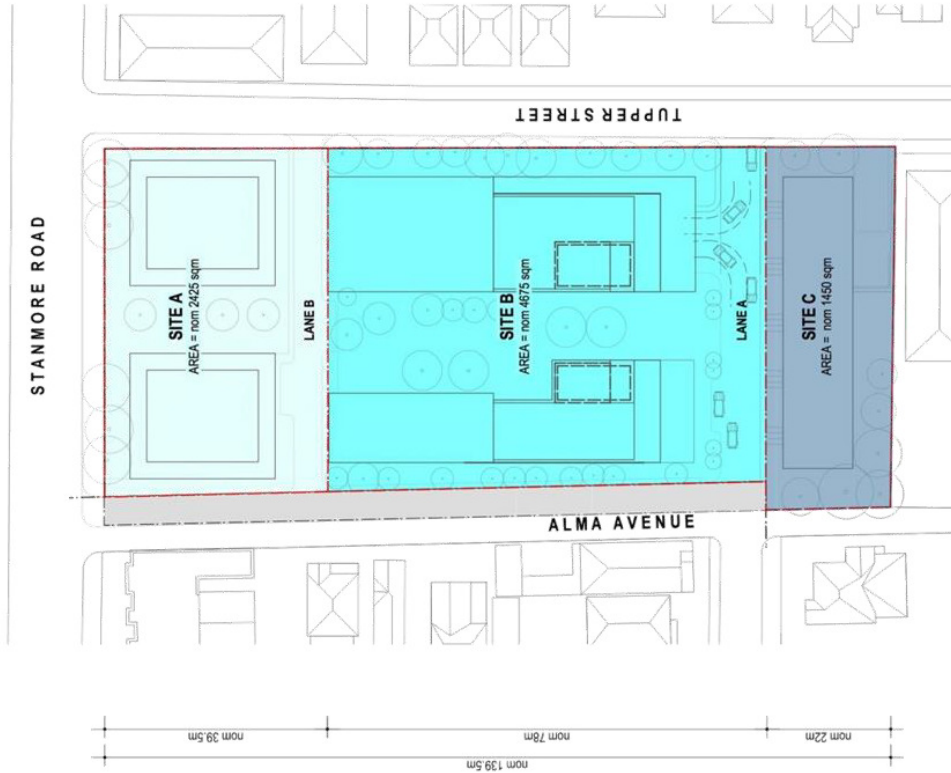 TUPPER STREET
STANMORE ROAD
SITE A
AREA = nom 2425 sqm
LANE B
SITE B
AREA = nom 4675 sqm
LANE A
SITE C
AREA = nom 1450 sqm
ALMA AVENUE
nom 39.5m
nom 78m
nom 22m
nom 139.5m